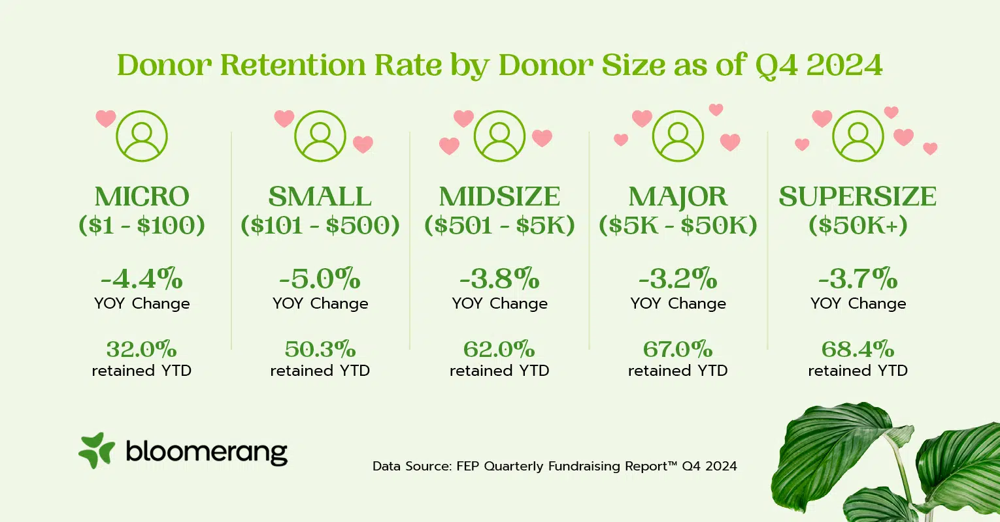 Donor Retention Rate by Donor Size as of Q4 2024
MICRO
($1 - $100)
-4.4%
YOY Change
32.0%
retained YTD
SMALL
($101 - $500)
-5.0%
YOY Change
50.3%
retained YTD
MIDSIZE
($501 - $5K)
-3.8%
YOY Change
62.0%
retained YTD
MAJOR
($5K - $50K)
-3.2%
YOY Change
67.0%
retained YTD
SUPERSIZE
($50K+)
-3.7%
YOY Change
68.4%
retained YTD
bloomerang
Data Source: FEP Quarterly Fundraising Report™ Q4 2024